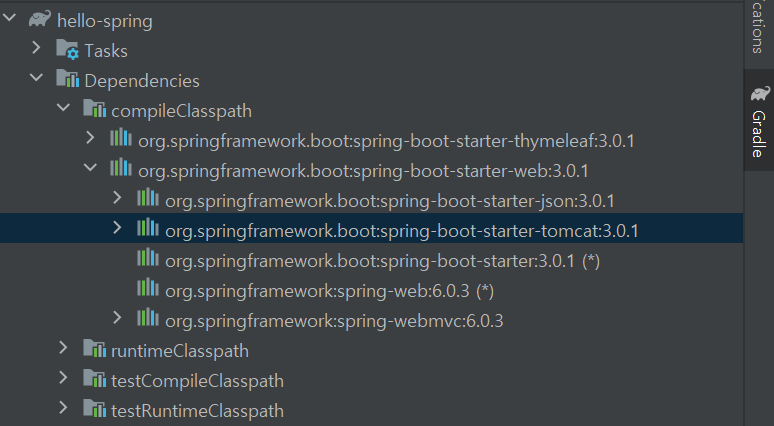 hello-spring
Tasks
Dependencies
compileClasspath
org.springframework.boot:spring-boot-starter-thymeleaf:3.0.1
org.springframework.boot:spring-boot-starter-web:3.0.1
org.springframework.boot:spring-boot-starter-json:3.0.1
org.springframework.boot:spring-boot-starter-tomcat:3.0.1
org.springframework.boot:spring-boot-starter:3.0.1 (*)
org.springframework:spring-web:6.0.3 (*)
org.springframework:spring-webmvc:6.0.3
runtimeClasspath
testCompileClasspath
testRuntimeClasspath
cations
Gradle